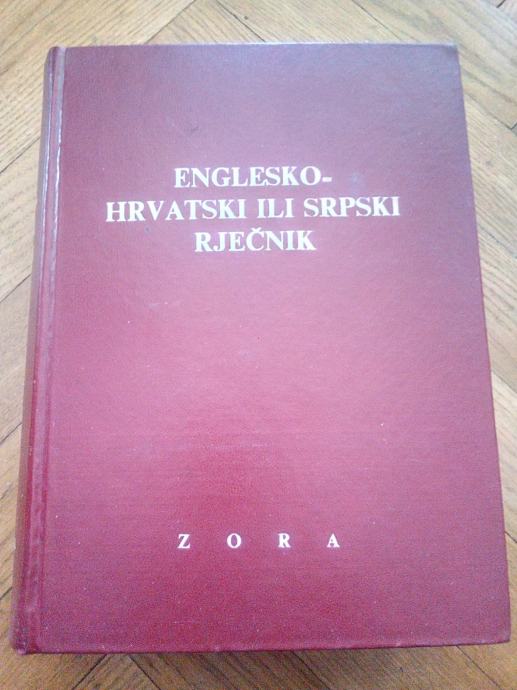 ENGLESKO-
HRVATSKI ILI SRPSKI
RJEČNIK
Z O R A